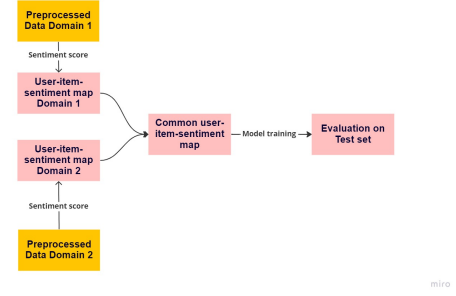 Preprocessed
Data Domain 1
Sentiment score
User-item-
sentiment map
Domain 1
User-item-
sentiment map
Domain 2
Sentiment score
Preprocessed
Data Domain 2
Common user-
item-sentiment
map
Model training
Evaluation on
Test set
miro